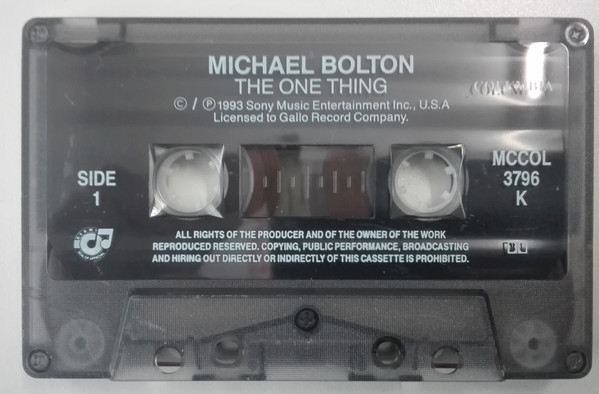 MICHAEL BOLTON
THE ONE THING
© / ℗ 1993 Sony Music Entertainment Inc., U.S.A
Licensed to Gallo Record Company.
COLUMBIA
SIDE
1
MCCOL
3796
K
ALL RIGHTS OF THE PRODUCER AND OF THE OWNER OF THE WORK
REPRODUCED RESERVED. COPYING, PUBLIC PERFORMANCE, BROADCASTING
AND HIRING OUT DIRECTLY OR INDIRECTLY OF THIS CASSETTE IS PROHIBITED.